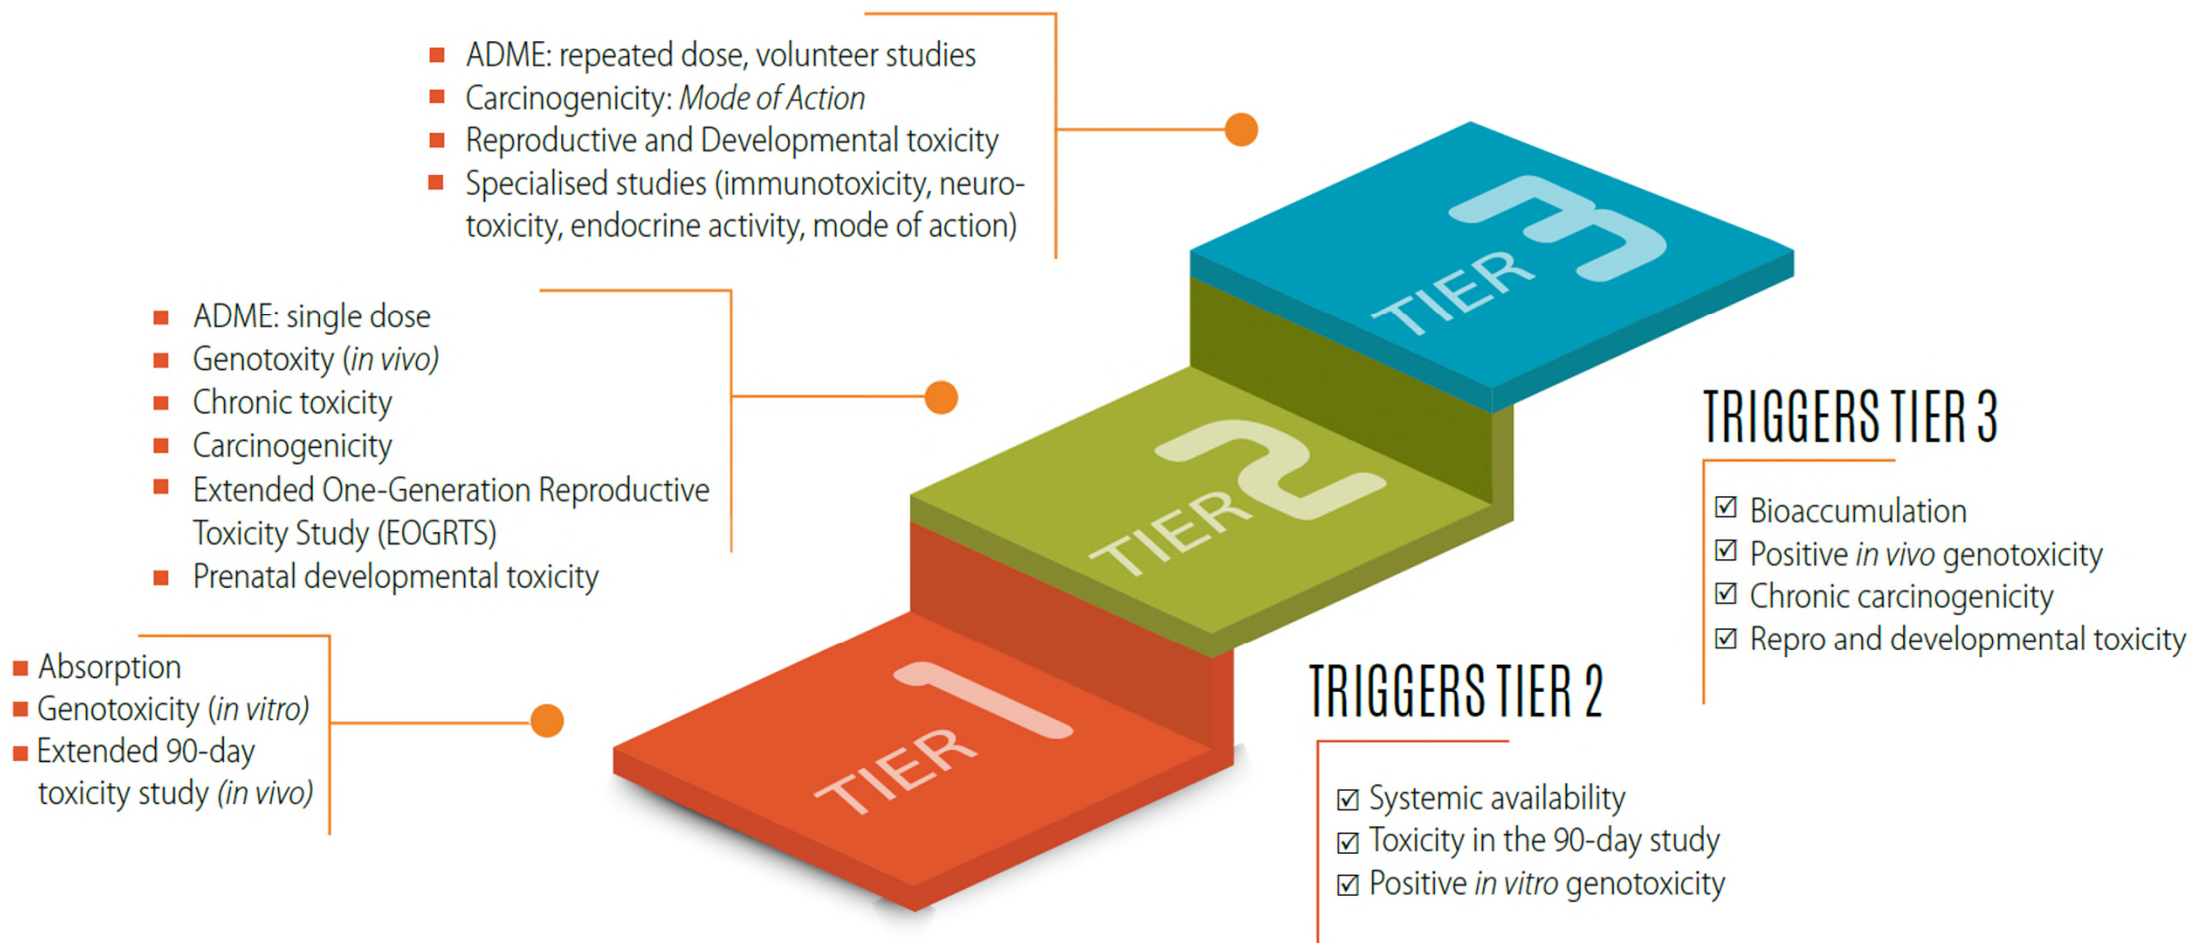 ADME: repeated dose, volunteer studies
Carcinogenicity: Mode of Action
Reproductive and Developmental toxicity
Specialised studies (immunotoxicity, neuro-
toxicity, endocrine activity, mode of action)
ADME: single dose
Genotoxity (in vivo)
Chronic toxicity
Carcinogenicity
Extended One-Generation Reproductive
Toxicity Study (EOGRTS)
Prenatal developmental toxicity
Absorption
Genotoxicity (in vitro)
Extended 90-day
toxicity study (in vivo)
TIER 1
TIER 2
TIER 3
TRIGGERS TIER 2
Systemic availability
Toxicity in the 90-day study
Positive in vitro genotoxicity
TRIGGERS TIER 3
Bioaccumulation
Positive in vivo genotoxicity
Chronic carcinogenicity
Repro and developmental toxicity